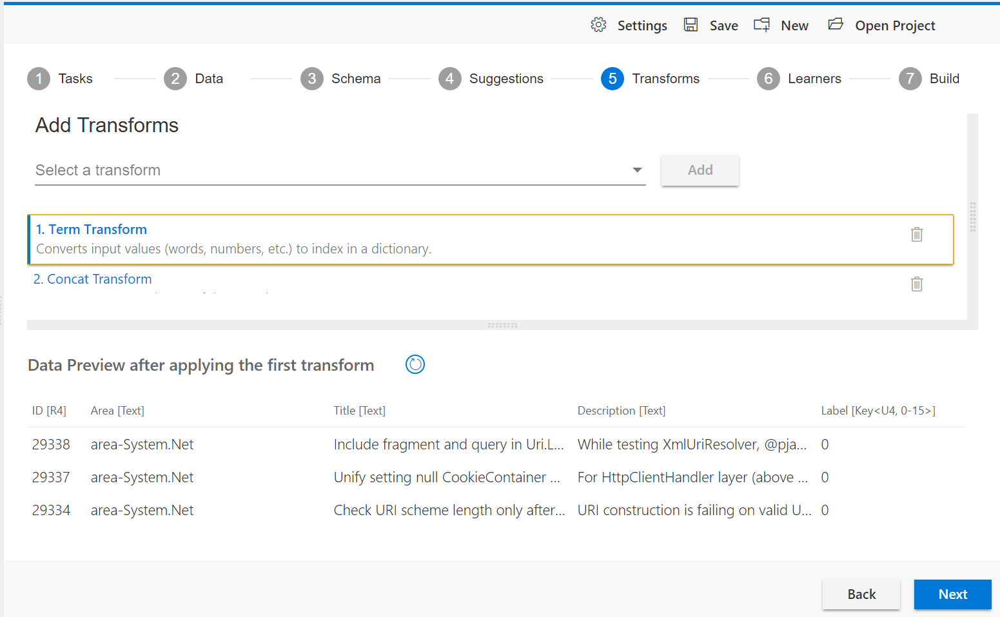 Settings Save New Open Project
1 Tasks 2 Data 3 Schema 4 Suggestions 5 Transforms 6 Learners 7 Build
Add Transforms
Select a transform Add
1. Term Transform
Converts input values (words, numbers, etc.) to index in a dictionary.
2. Concat Transform
Data Preview after applying the first transform
ID [R4] Area [Text] Title [Text] Description [Text] Label [Key<U4, 0-15>]
29338 area-System.Net Include fragment and query in Uri.L... While testing XmlUriResolver, @pja... 0
29337 area-System.Net Unify setting null CookieContainer ... For HttpClientHandler layer (above ... 0
29334 area-System.Net Check URI scheme length only after... URI construction is failing on valid U... 0
Back Next